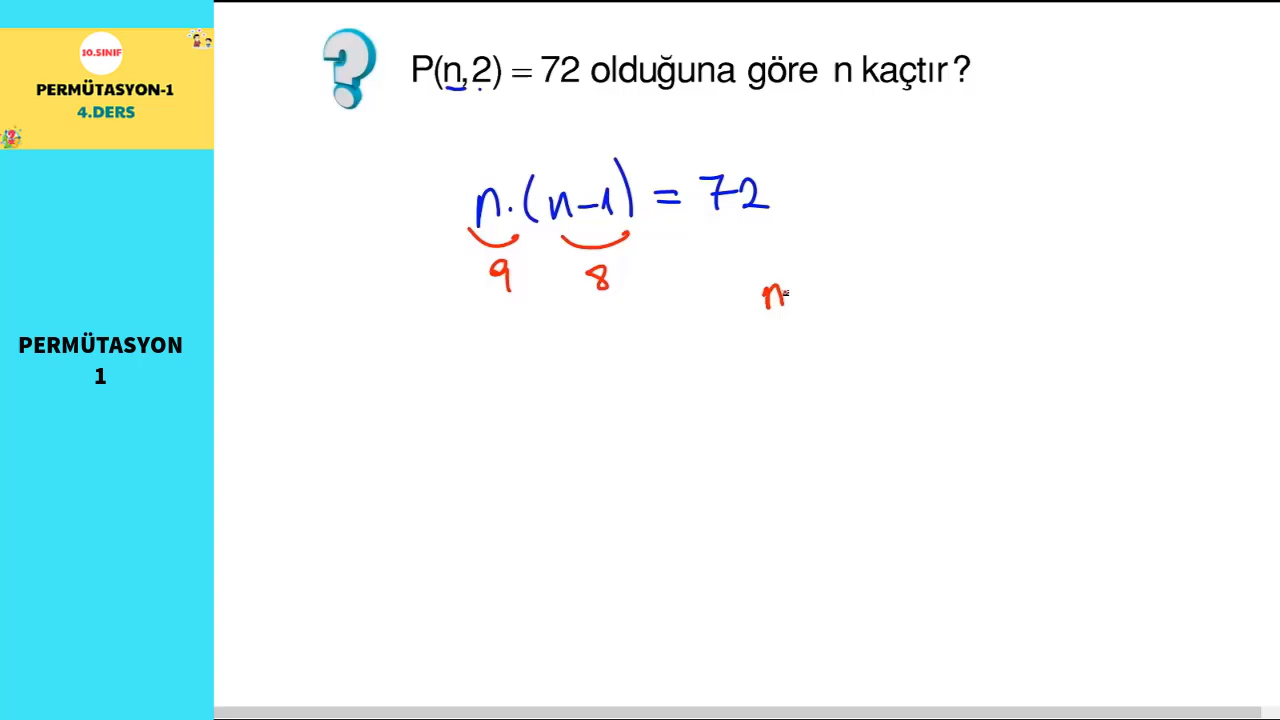 10.SINIF
PERMÜTASYON-1
4.DERS
PERMÜTASYON
1
P(n,2) = 72 olduğuna göre n kaçtır?
n.(n-1) = 72
9 8
n